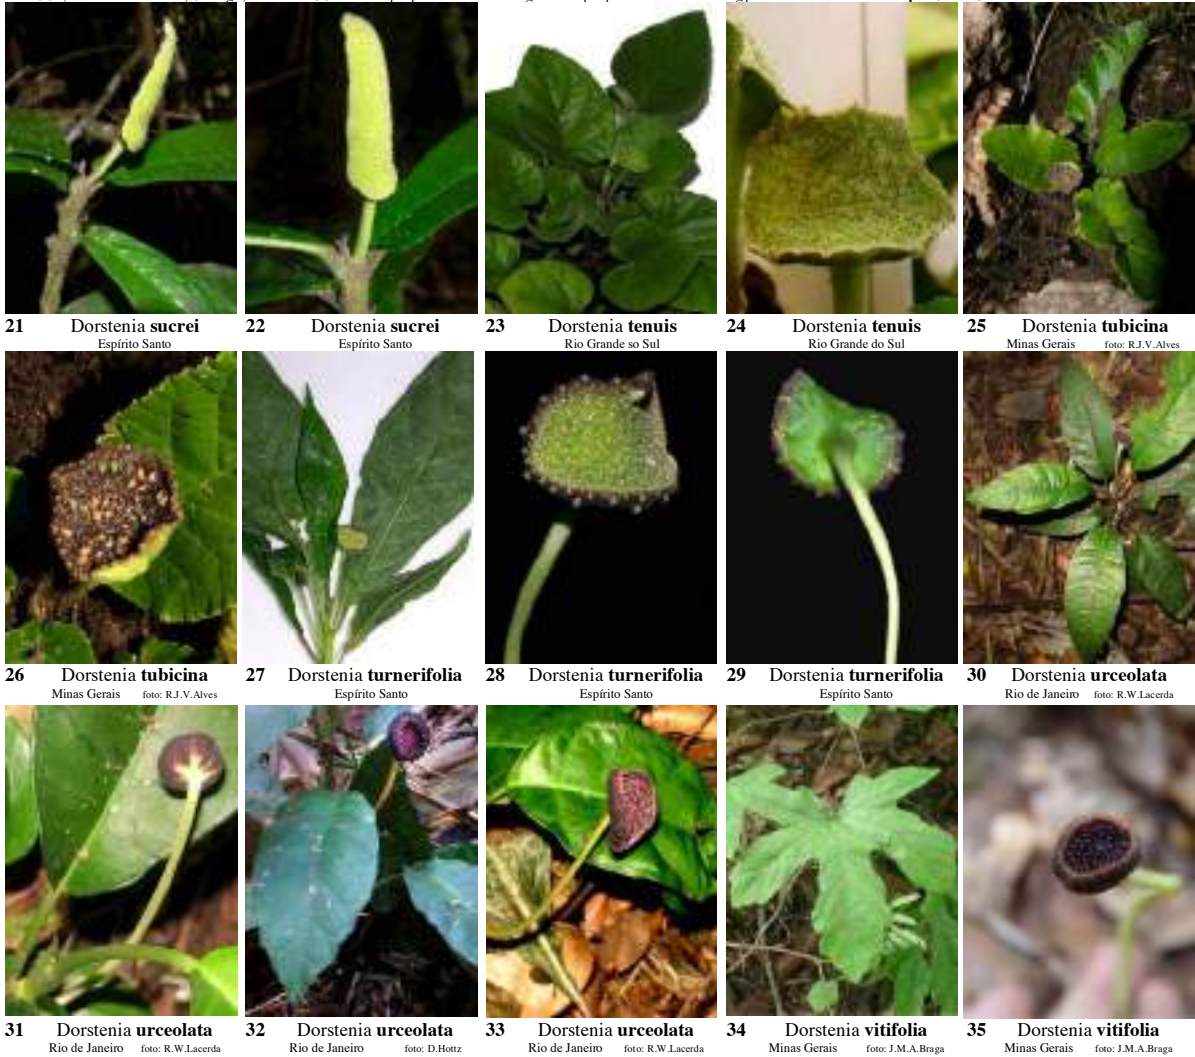 21 Dorstenia sucrei
Espírito Santo
22 Dorstenia sucrei
Espírito Santo
23 Dorstenia tenuis
Rio Grande so Sul
24 Dorstenia tenuis
Rio Grande do Sul
25 Dorstenia tubicina
Minas Gerais foto: R.J.V.Alves
26 Dorstenia tubicina
Minas Gerais foto: R.J.V.Alves
27 Dorstenia turnerifolia
Espírito Santo
28 Dorstenia turnerifolia
Espírito Santo
29 Dorstenia turnerifolia
Espírito Santo
30 Dorstenia urceolata
Rio de Janeiro foto: R.W.Lacerda
31 Dorstenia urceolata
Rio de Janeiro foto: R.W.Lacerda
32 Dorstenia urceolata
Rio de Janeiro foto: D.Hottz
33 Dorstenia urceolata
Rio de Janeiro foto: R.W.Lacerda
34 Dorstenia vitifolia
Minas Gerais foto: J.M.A.Braga
35 Dorstenia vitifolia
Minas Gerais foto: J.M.A.Braga